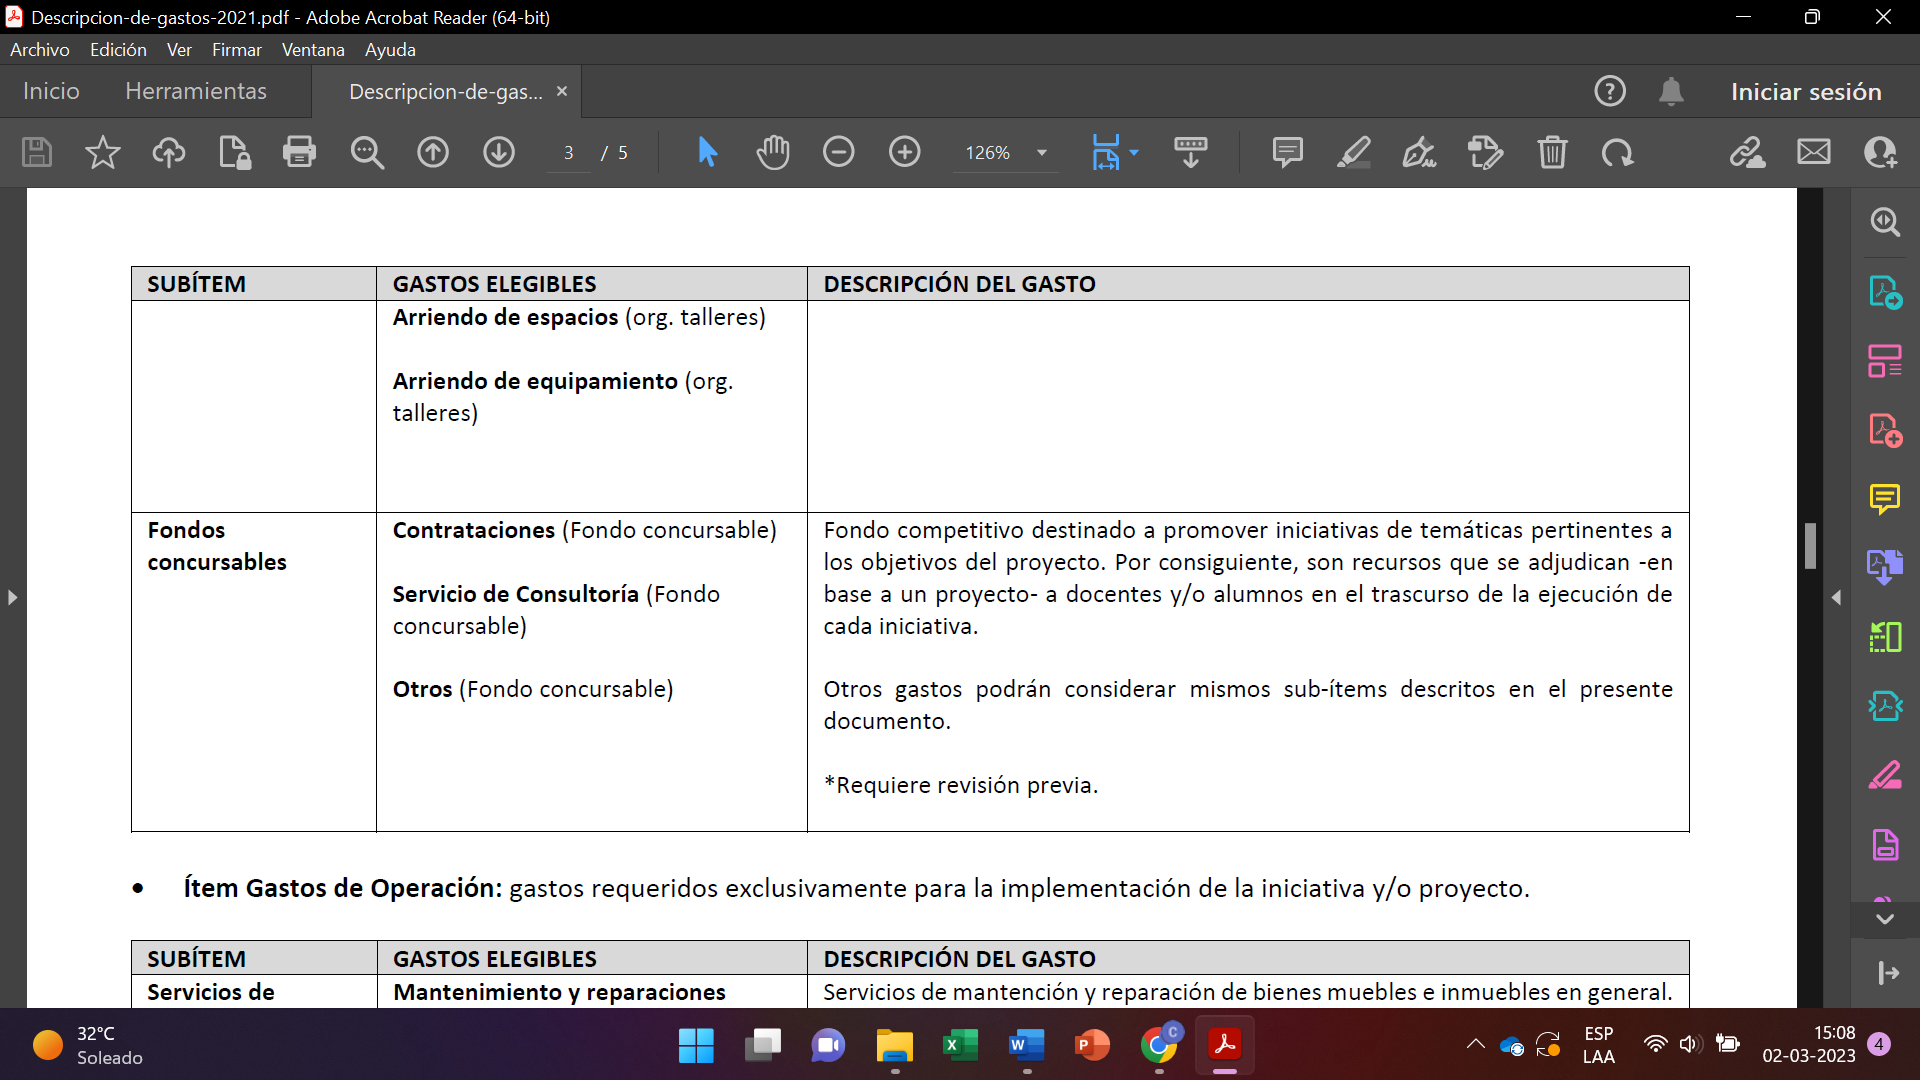 Descripcion-de-gastos-2021.pdf - Adobe Acrobat Reader (64-bit)
Archivo Edición Ver Firmar Ventana Ayuda
Inicio Herramientas Descripcion-de-gas... × Iniciar sesión
3 / 5 126%
SUBÍTEM GASTOS ELEGIBLES DESCRIPCIÓN DEL GASTO
Arriendo de espacios (org. talleres)
Arriendo de equipamiento (org.
talleres)
Fondos
concursables
Contrataciones (Fondo concursable)
Servicio de Consultoría (Fondo
concursable)
Otros (Fondo concursable)
Fondo competitivo destinado a promover iniciativas de temáticas pertinentes a
los objetivos del proyecto. Por consiguiente, son recursos que se adjudican -en
base a un proyecto- a docentes y/o alumnos en el trascurso de la ejecución de
cada iniciativa.
Otros gastos podrán considerar mismos sub-ítems descritos en el presente
documento.
*Requiere revisión previa.
• Ítem Gastos de Operación: gastos requeridos exclusivamente para la implementación de la iniciativa y/o proyecto.
SUBÍTEM GASTOS ELEGIBLES DESCRIPCIÓN DEL GASTO
Servicios de Mantenimiento y reparaciones Servicios de mantención y reparación de bienes muebles e inmuebles en general.
32°C
Soleado
C
ESP
LAA
15:08
02-03-2023
4